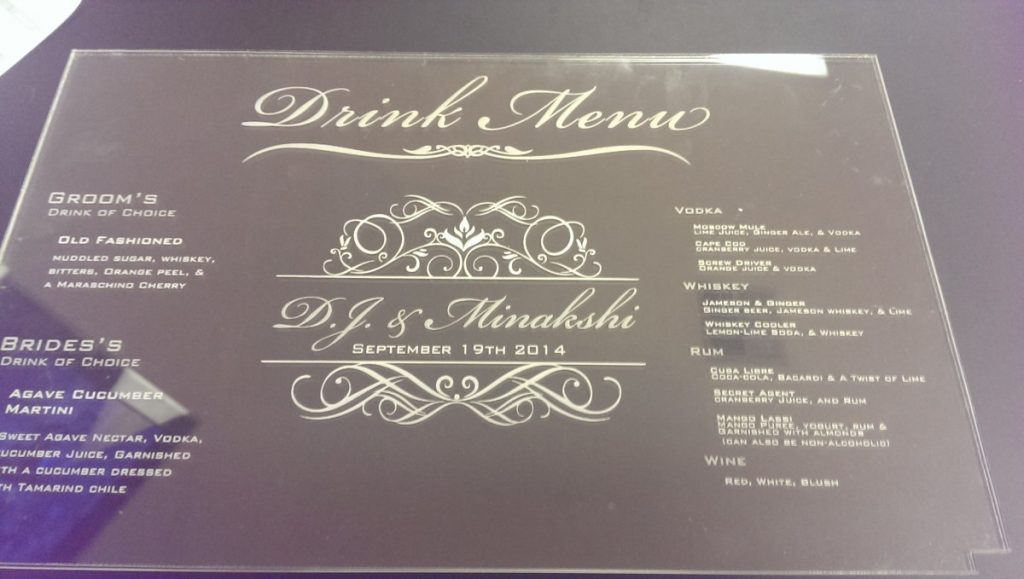 Drink Menu
GROOM'S
DRINK OF CHOICE
OLD FASHIONED
MUDDLED SUGAR, WHISKEY,
BITTERS, ORANGE PEEL, &
A MARASCHINO CHERRY
BRIDES'S
DRINK OF CHOICE
AGAVE CUCUMBER
MARTINI
SWEET AGAVE NECTAR, VODKA,
CUCUMBER JUICE, GARNISHED
WITH A CUCUMBER DRESSED
WITH TAMARIND CHILE
D.J. & Minakshi
SEPTEMBER 19TH 2014
VODKA
MOSCOW MULE
LIME JUICE, GINGER ALE, & VODKA
CAPE COD
CRANBERRY JUICE, VODKA & LIME
SCREW DRIVER
ORANGE JUICE & VODKA
WHISKEY
JAMESON & GINGER
GINGER BEER, JAMESON WHISKEY, & LIME
WHISKEY COOLER
LEMON-LIME SODA, & WHISKEY
RUM
CUBA LIBRE
COCA-COLA, BACARDI & A TWIST OF LIME
SECRET AGENT
CRANBERRY JUICE, AND RUM
MANGO LASSI
MANGO PUREE, YOGURT, RUM &
GARNISHED WITH ALMONDS
(CAN ALSO BE NON-ALCOHOLIC)
WINE
RED, WHITE, BLUSH